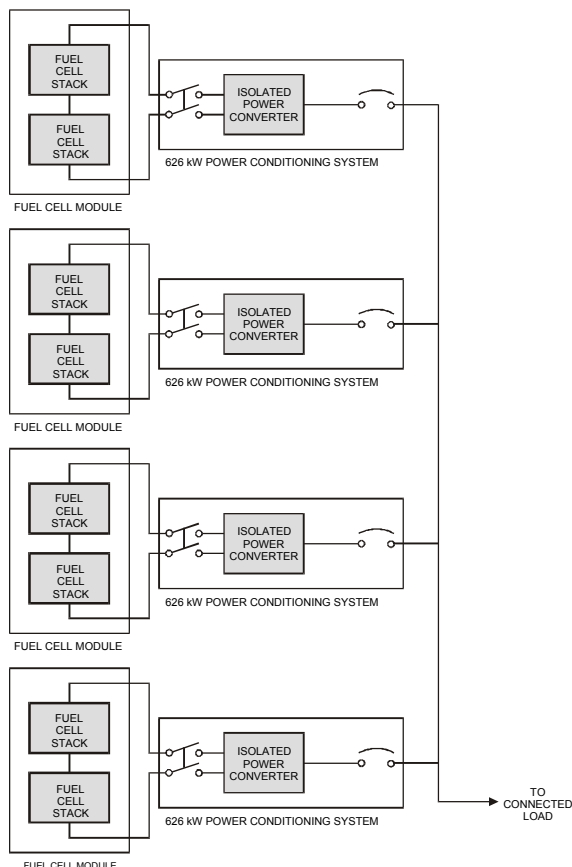 FUEL
CELL
STACK
FUEL
CELL
STACK
FUEL CELL MODULE
ISOLATED
POWER
CONVERTER
626 kW POWER CONDITIONING SYSTEM
FUEL
CELL
STACK
FUEL
CELL
STACK
FUEL CELL MODULE
ISOLATED
POWER
CONVERTER
626 kW POWER CONDITIONING SYSTEM
FUEL
CELL
STACK
FUEL
CELL
STACK
FUEL CELL MODULE
ISOLATED
POWER
CONVERTER
626 kW POWER CONDITIONING SYSTEM
FUEL
CELL
STACK
FUEL
CELL
STACK
FUEL CELL MODULE
ISOLATED
POWER
CONVERTER
626 kW POWER CONDITIONING SYSTEM
TO
CONNECTED
LOAD